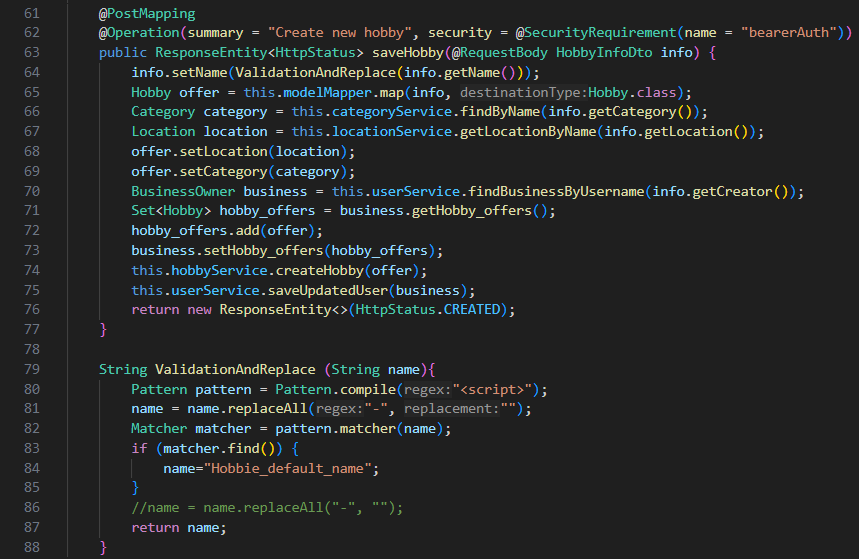 61 @PostMapping
62 @Operation(summary = "Create new hobby", security = @SecurityRequirement(name = "bearerAuth"))
63 public ResponseEntity<HttpStatus> saveHobby(@RequestBody HobbyInfoDto info) {
64     info.setName(ValidationAndReplace(info.getName()));
65     Hobby offer = this.modelMapper.map(info, destinationType:Hobby.class);
66     Category category = this.categoryService.findByName(info.getCategory());
67     Location location = this.locationService.getLocationByName(info.getLocation());
68     offer.setLocation(location);
69     offer.setCategory(category);
70     BusinessOwner business = this.userService.findBusinessByUsername(info.getCreator());
71     Set<Hobby> hobby_offers = business.getHobby_offers();
72     hobby_offers.add(offer);
73     business.setHobby_offers(hobby_offers);
74     this.hobbyService.createHobby(offer);
75     this.userService.saveUpdatedUser(business);
76     return new ResponseEntity<>(HttpStatus.CREATED);
77 }
78
79 String ValidationAndReplace (String name){
80     Pattern pattern = Pattern.compile(regex:"<script>");
81     name = name.replaceAll(regex:"-", replacement:"");
82     Matcher matcher = pattern.matcher(name);
83     if (matcher.find()) {
84         name="Hobbie_default_name";
85     }
86     //name = name.replaceAll("-", "");
87     return name;
88 }